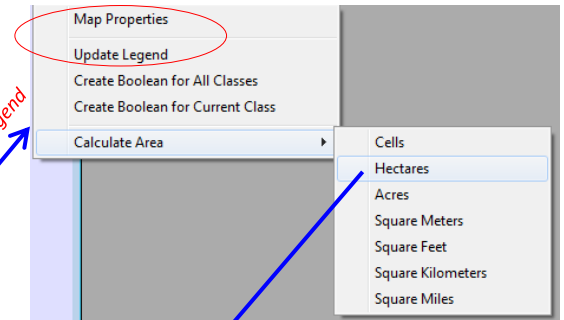 Map Properties
Update Legend
Create Boolean for All Classes
Create Boolean for Current Class
Calculate Area
Cells
Hectares
Acres
Square Meters
Square Feet
Square Kilometers
Square Miles